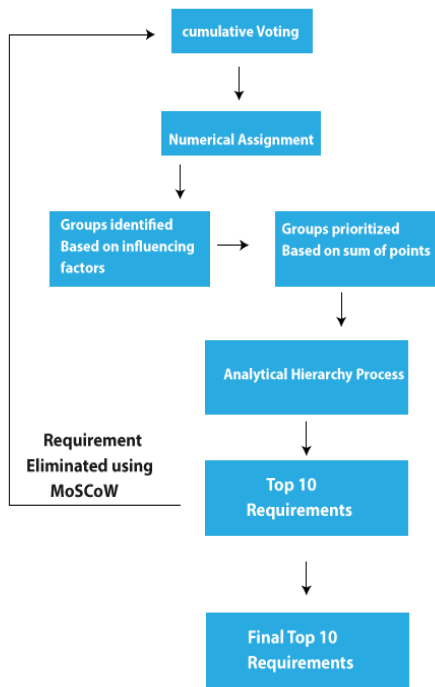 cumulative Voting
Numerical Assignment
Groups identified
Based on influencing
factors
Groups prioritized
Based on sum of points
Analytical Hierarchy Process
Requirement
Eliminated using
MoSCoW
Top 10
Requirements
Final Top 10
Requirements